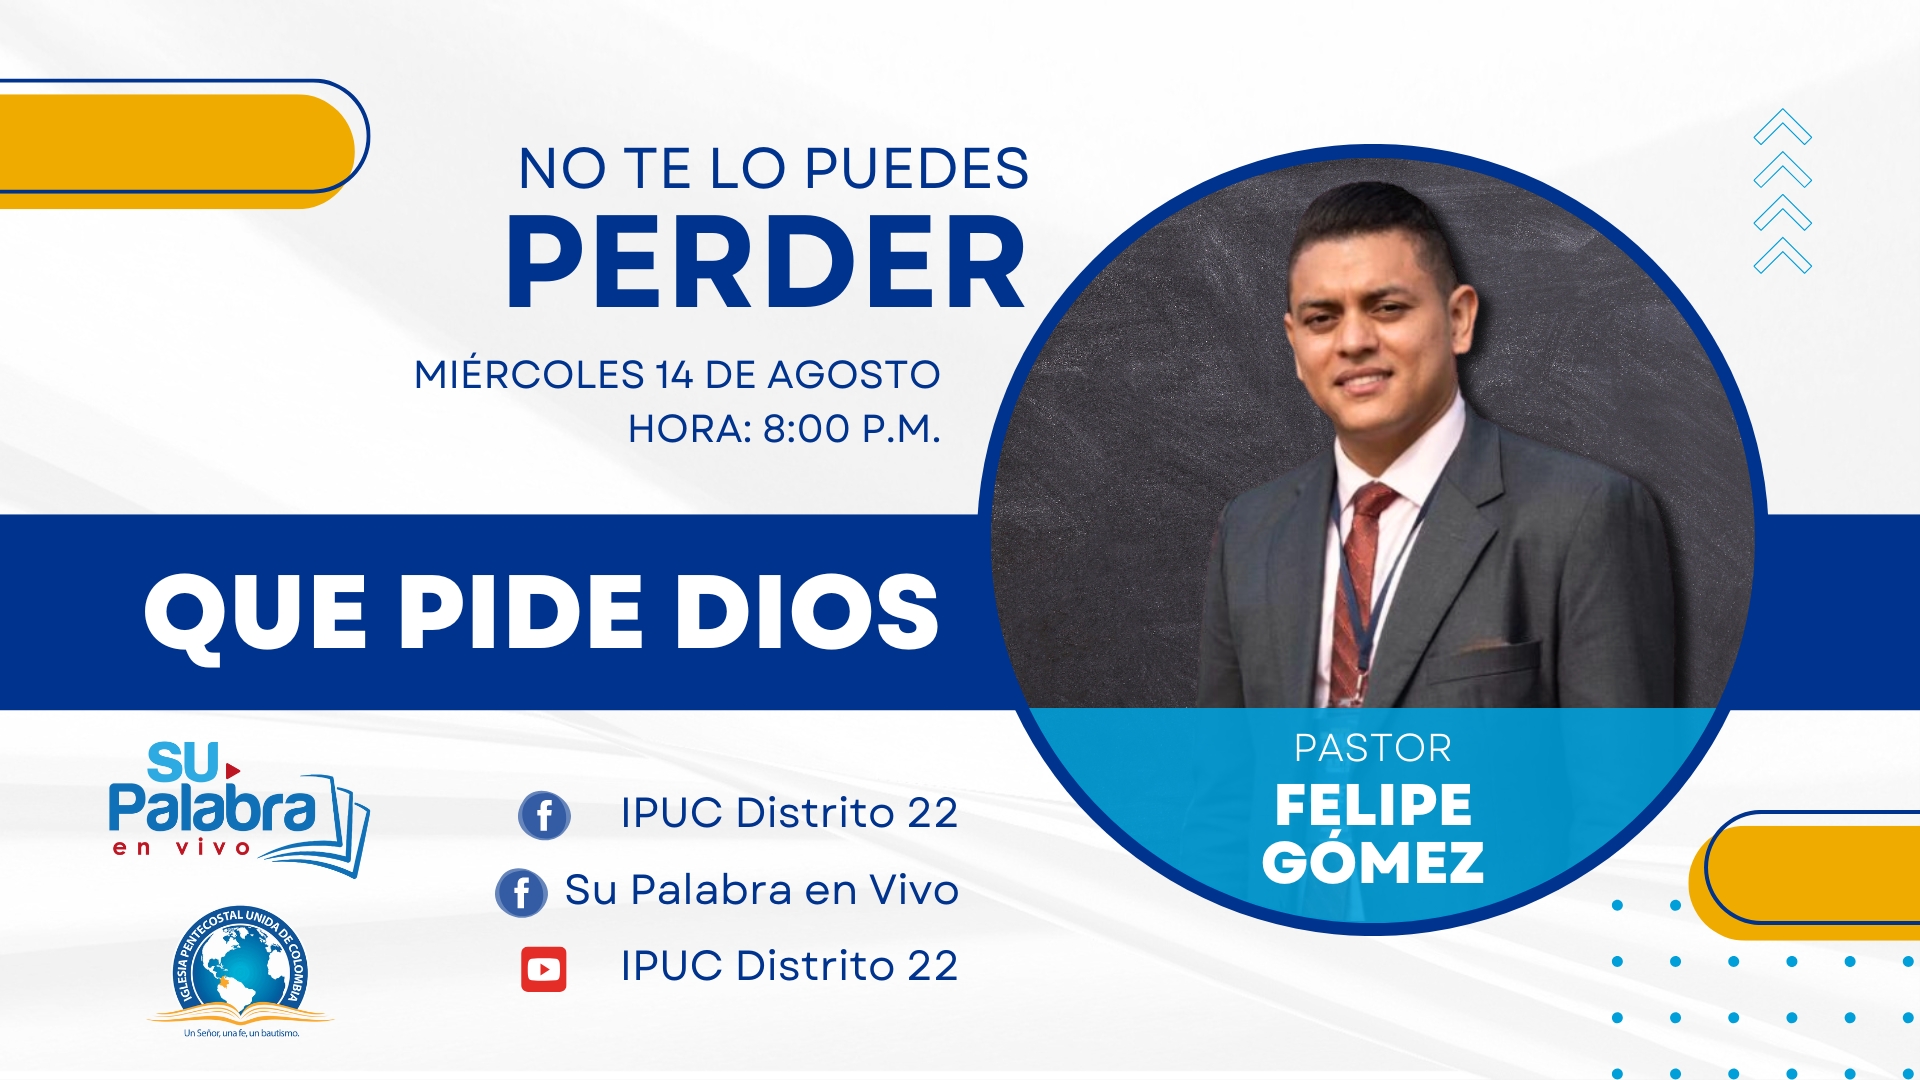 NO TE LO PUEDES
PERDER
MIÉRCOLES 14 DE AGOSTO
HORA: 8:00 P.M.
QUE PIDE DIOS
PASTOR
FELIPE
GÓMEZ
SU
Palabra
en vivo
IPUC Distrito 22
Su Palabra en Vivo
IPUC Distrito 22
IGLESIA PENTECOSTAL UNIDA DE COLOMBIA
Un Señor, una fe, un bautismo.